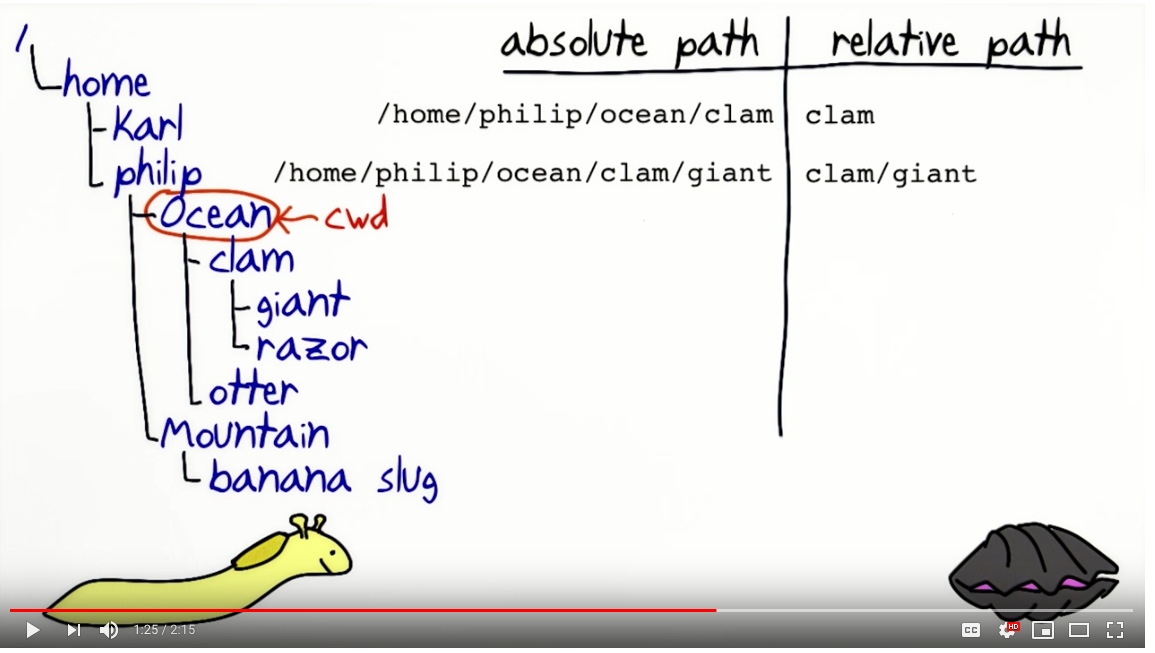 /
home
Karl
philip
Ocean cwd
clam
giant
razor
otter
Mountain
banana slug
absolute path relative path
/home/philip/ocean/clam clam
/home/philip/ocean/clam/giant clam/giant
1:25 / 2:15
CC
HD